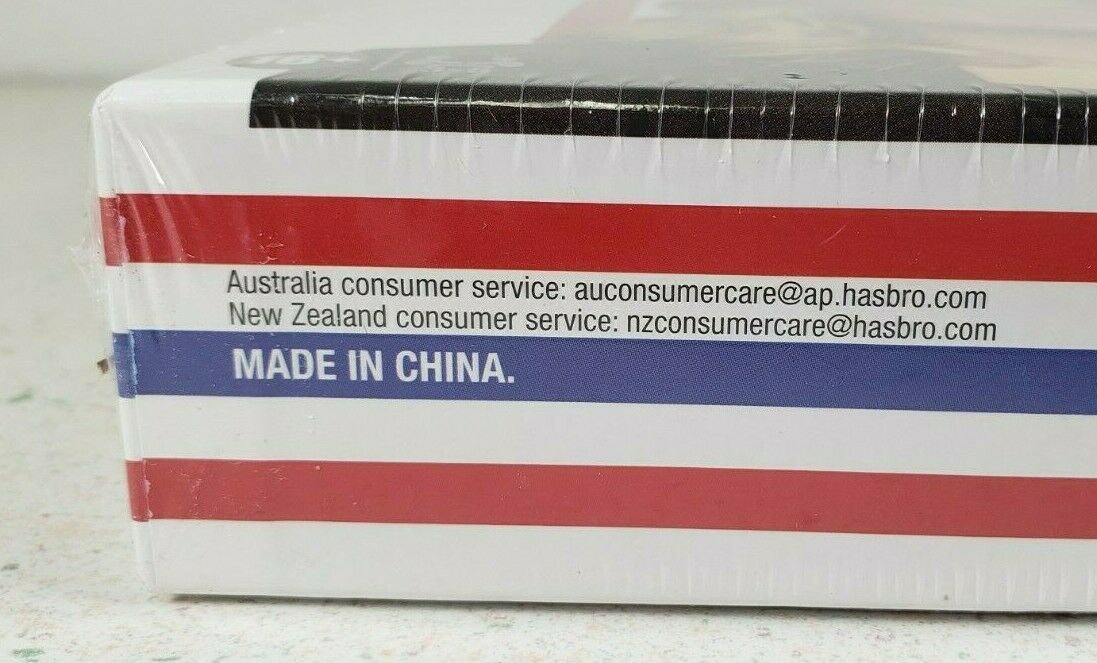 Australia consumer service: auconsumercare@ap.hasbro.com
New Zealand consumer service: nzconsumercare@hasbro.com
MADE IN CHINA.